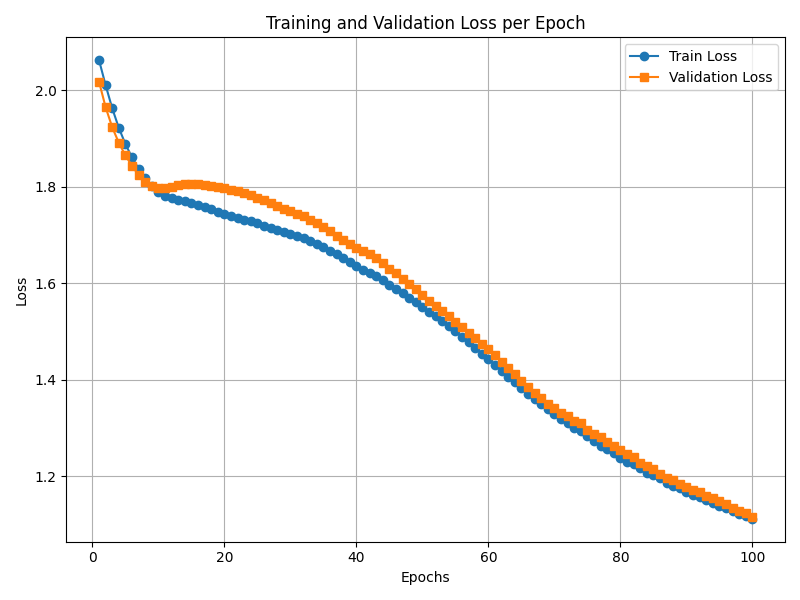 Training and Validation Loss per Epoch
Train Loss
Validation Loss
2.0
1.8
1.6
1.4
1.2
Loss
0
20
40
60
80
100
Epochs